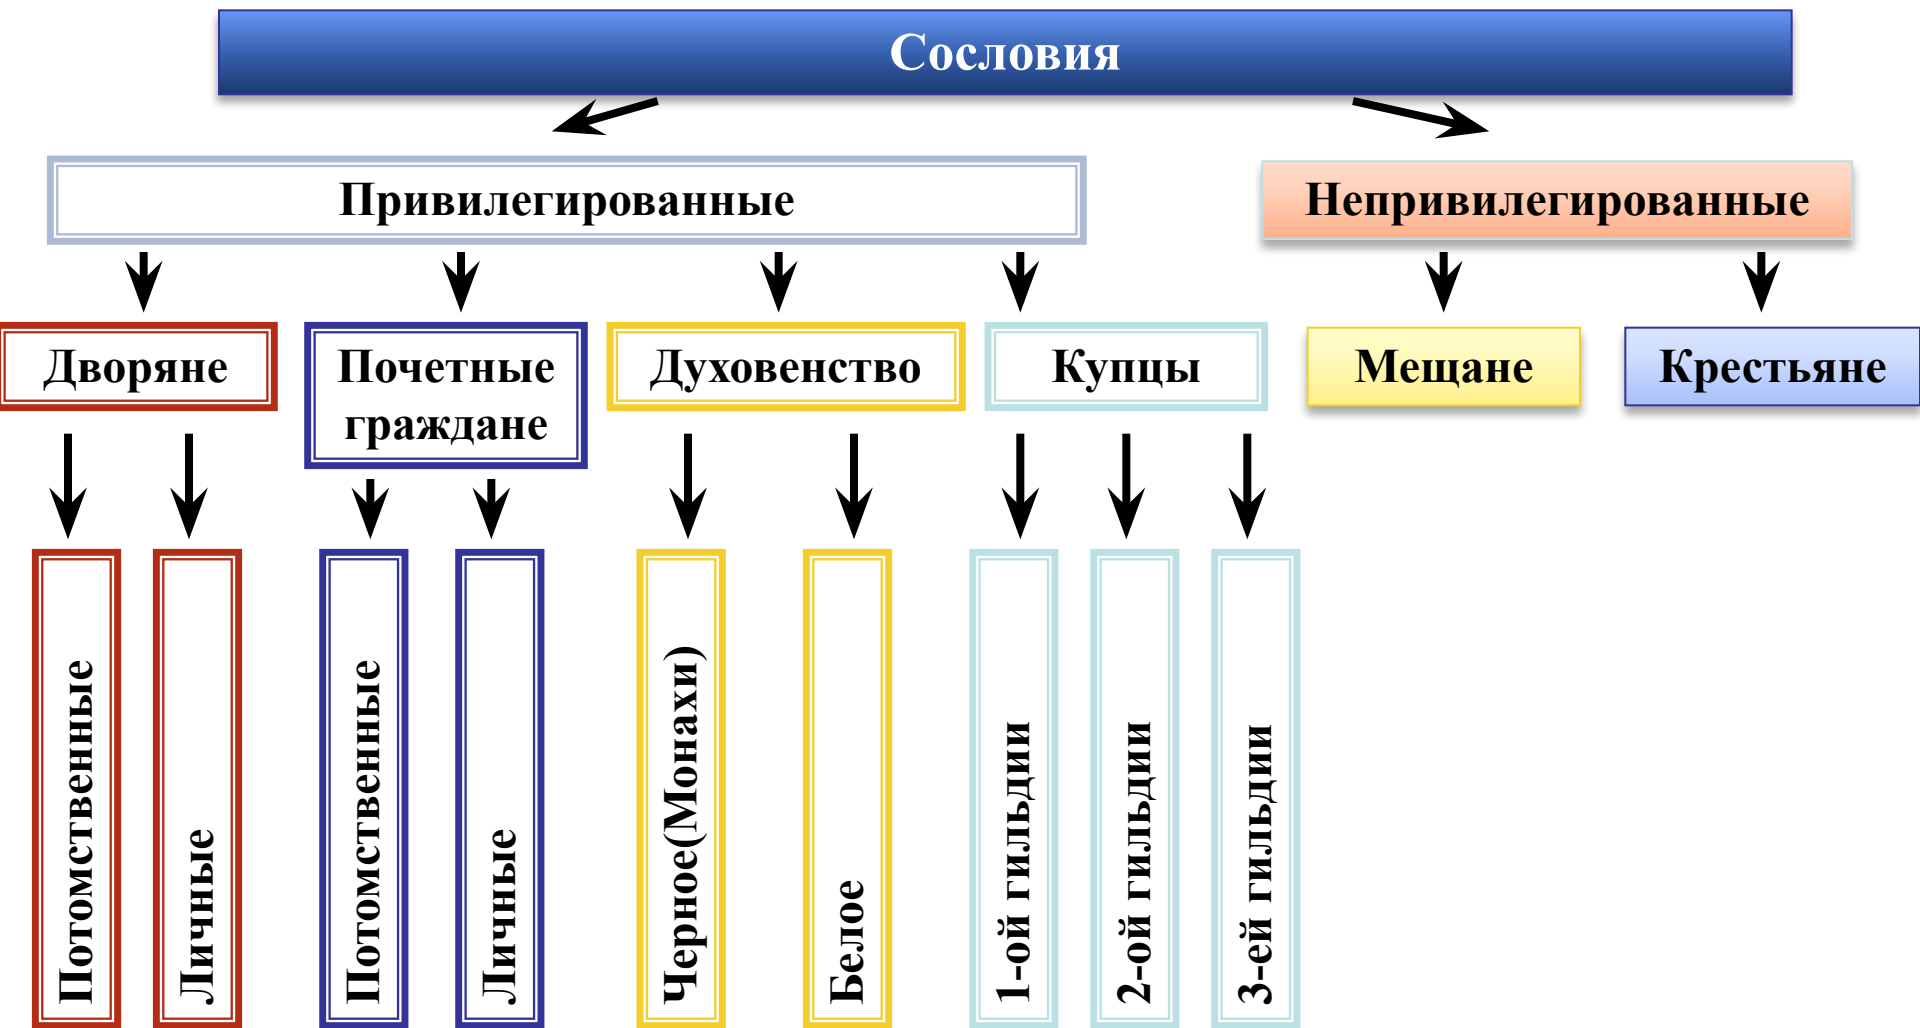 Сословия
Привилегированные
Непривилегированные
Дворяне
Почетные
граждане
Духовенство
Купцы
Мещане
Крестьяне
Потомственные
Личные
Потомственные
Личные
Черное(Монахи)
Белое
1-ой гильдии
2-ой гильдии
3-ей гильдии